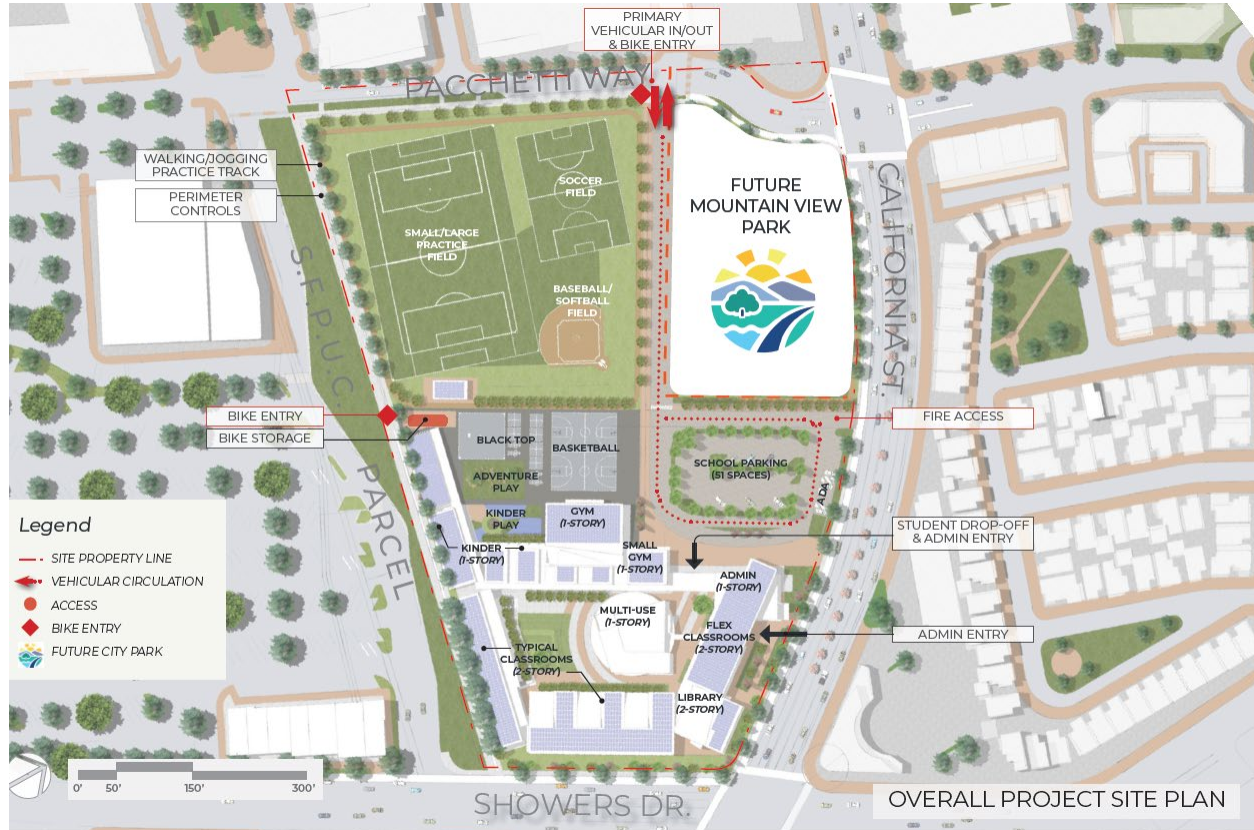 PRIMARY
VEHICULAR IN/OUT
& BIKE ENTRY
PACCHETTI WAY
WALKING/JOGGING
PRACTICE TRACK
PERIMETER
CONTROLS
SOCCER
FIELD
SMALL/LARGE
PRACTICE
FIELD
BASEBALL/
SOFTBALL
FIELD
FUTURE
MOUNTAIN VIEW
PARK
CALIFORNIA ST.
S.F.P.U.C.
PARCEL
BIKE ENTRY
BIKE STORAGE
FIRE ACCESS
BLACK TOP
BASKETBALL
ADVENTURE
PLAY
SCHOOL PARKING
(51 SPACES)
ADA
KINDER
PLAY
GYM
(1-STORY)
KINDER
(1-STORY)
SMALL
GYM
(1-STORY)
STUDENT DROP-OFF
& ADMIN ENTRY
ADMIN
(1-STORY)
MULTI-USE
(1-STORY)
FLEX
CLASSROOMS
(2-STORY)
ADMIN ENTRY
TYPICAL
CLASSROOMS
(2-STORY)
LIBRARY
(2-STORY)
Legend
SITE PROPERTY LINE
VEHICULAR CIRCULATION
ACCESS
BIKE ENTRY
FUTURE CITY PARK
0' 50' 150' 300'
SHOWERS DR.
OVERALL PROJECT SITE PLAN